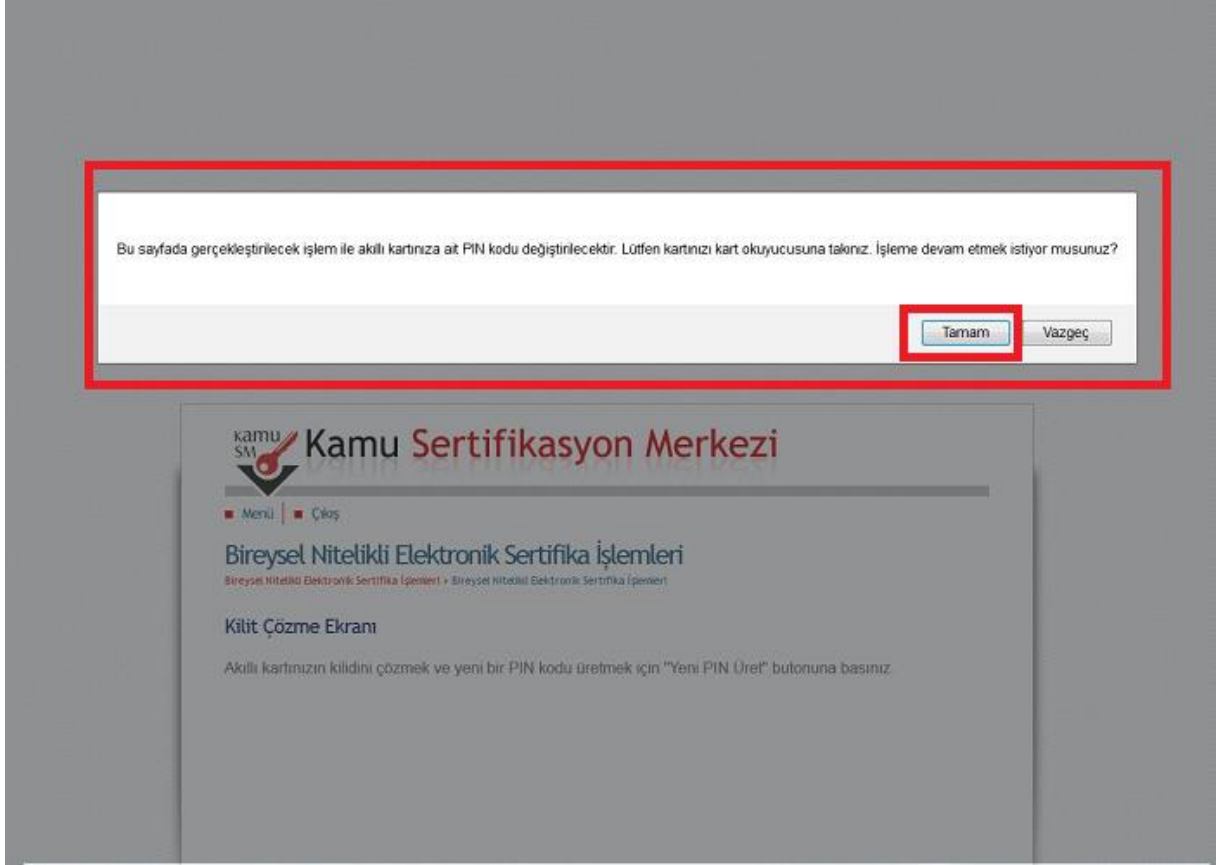 Bu sayfada gerçekleştirilecek işlem ile akıllı kartınıza ait PIN kodu değiştirilecektir. Lütfen kartınızı kart okuyucusuna takınız. İşleme devam etmek istiyor musunuz?
Tamam Vazgeç
kamu SM Kamu Sertifikasyon Merkezi
Menü Çıkış
Bireysel Nitelikli Elektronik Sertifika İşlemleri
Bireysel Nitelikli Elektronik Sertifika İşlemleri » Bireysel Nitelikli Elektronik Sertifika İşlemleri
Kilit Çözme Ekranı
Akıllı kartınızın kilidini çözmek ve yeni bir PIN kodu üretmek için "Yeni PIN Üret" butonuna basınız